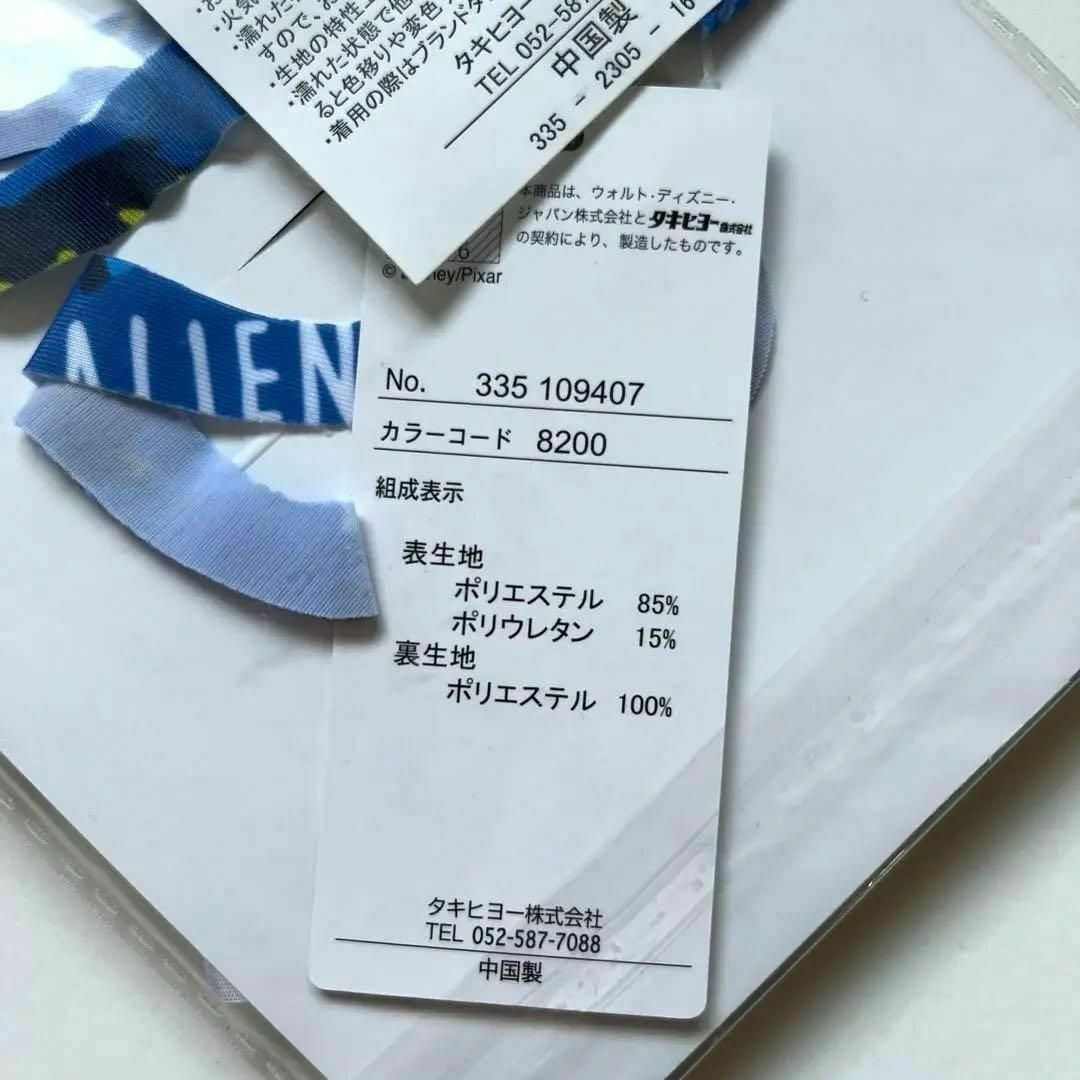 ・火気
・濡れた
すので、お
・生地の特性上
・濡れた状態で他
ると色移りや変色
・着用の際はブランドタ
タキヒヨー
TEL 052-587
中国製
335 - 2305 - 16
本商品は、ウォルト・ディズニー・
ジャパン株式会社とタキヒヨー株式会社
の契約により、製造したものです。
6
©
ney/Pixar
ALIEN
No. 335 109407
カラーコード 8200
組成表示
表生地
ポリエステル 85%
ポリウレタン 15%
裏生地
ポリエステル 100%
タキヒヨー株式会社
TEL 052-587-7088
中国製